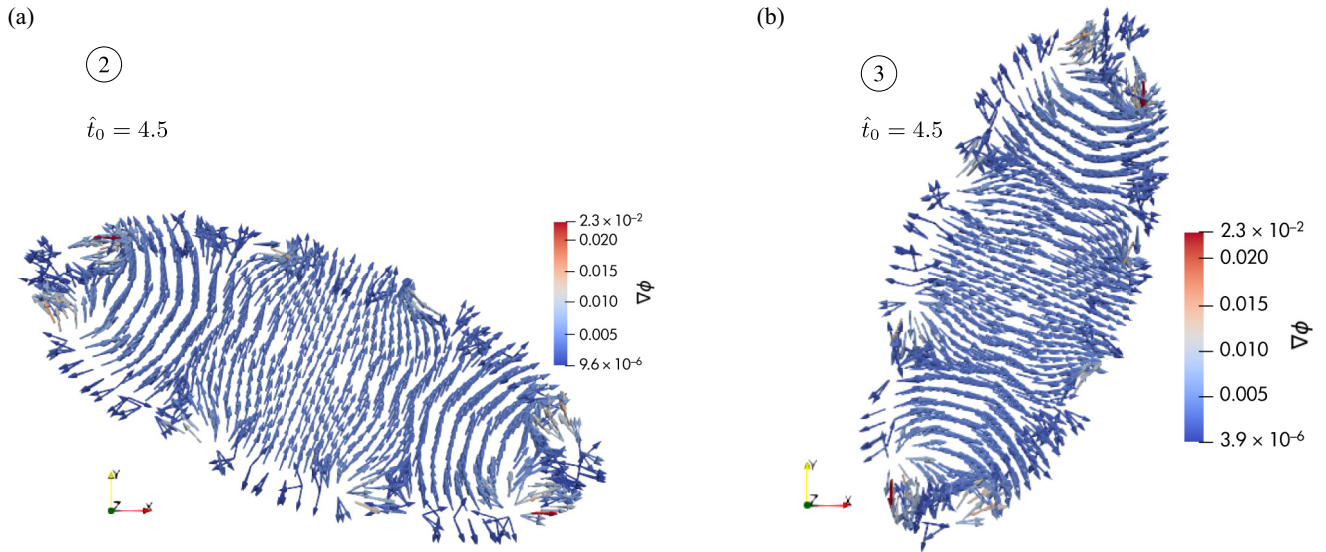 (a)
2
t̂₀ = 4.5
2.3 × 10⁻²
0.020
0.015
0.010
0.005
9.6 × 10⁻⁶
∇ϕ
Y
Z
X
(b)
3
t̂₀ = 4.5
2.3 × 10⁻²
0.020
0.015
0.010
0.005
3.9 × 10⁻⁶
∇ϕ
Y
Z
X